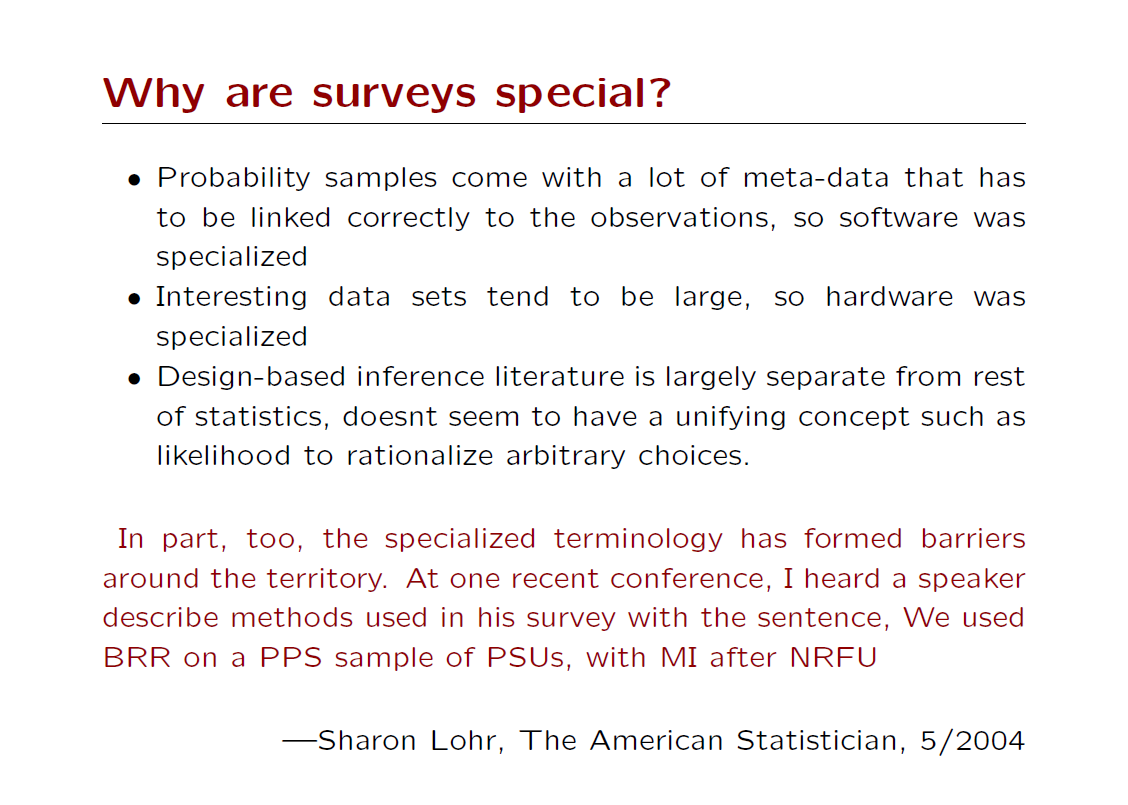 Why are surveys special?
• Probability samples come with a lot of meta-data that has
to be linked correctly to the observations, so software was
specialized
• Interesting data sets tend to be large, so hardware was
specialized
• Design-based inference literature is largely separate from rest
of statistics, doesnt seem to have a unifying concept such as
likelihood to rationalize arbitrary choices.
In part, too, the specialized terminology has formed barriers
around the territory. At one recent conference, I heard a speaker
describe methods used in his survey with the sentence, We used
BRR on a PPS sample of PSUs, with MI after NRFU
—Sharon Lohr, The American Statistician, 5/2004